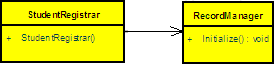 StudentRegistrar
+ StudentRegistrar()
RecordManager
+ Initialize() : void